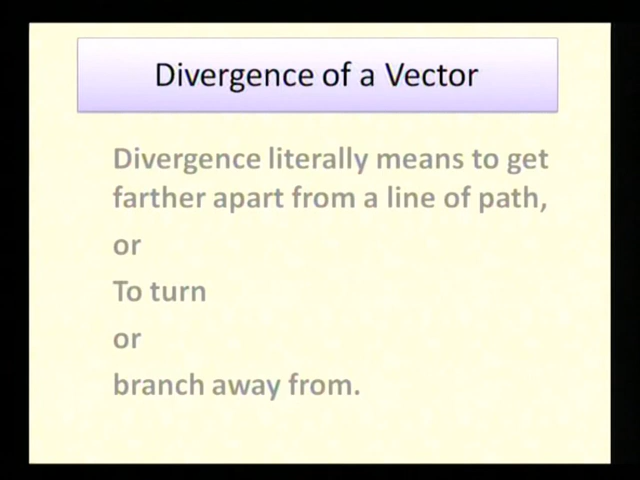 Divergence of a Vector
Divergence literally means to get
farther apart from a line of path,
or
To turn
or
branch away from.